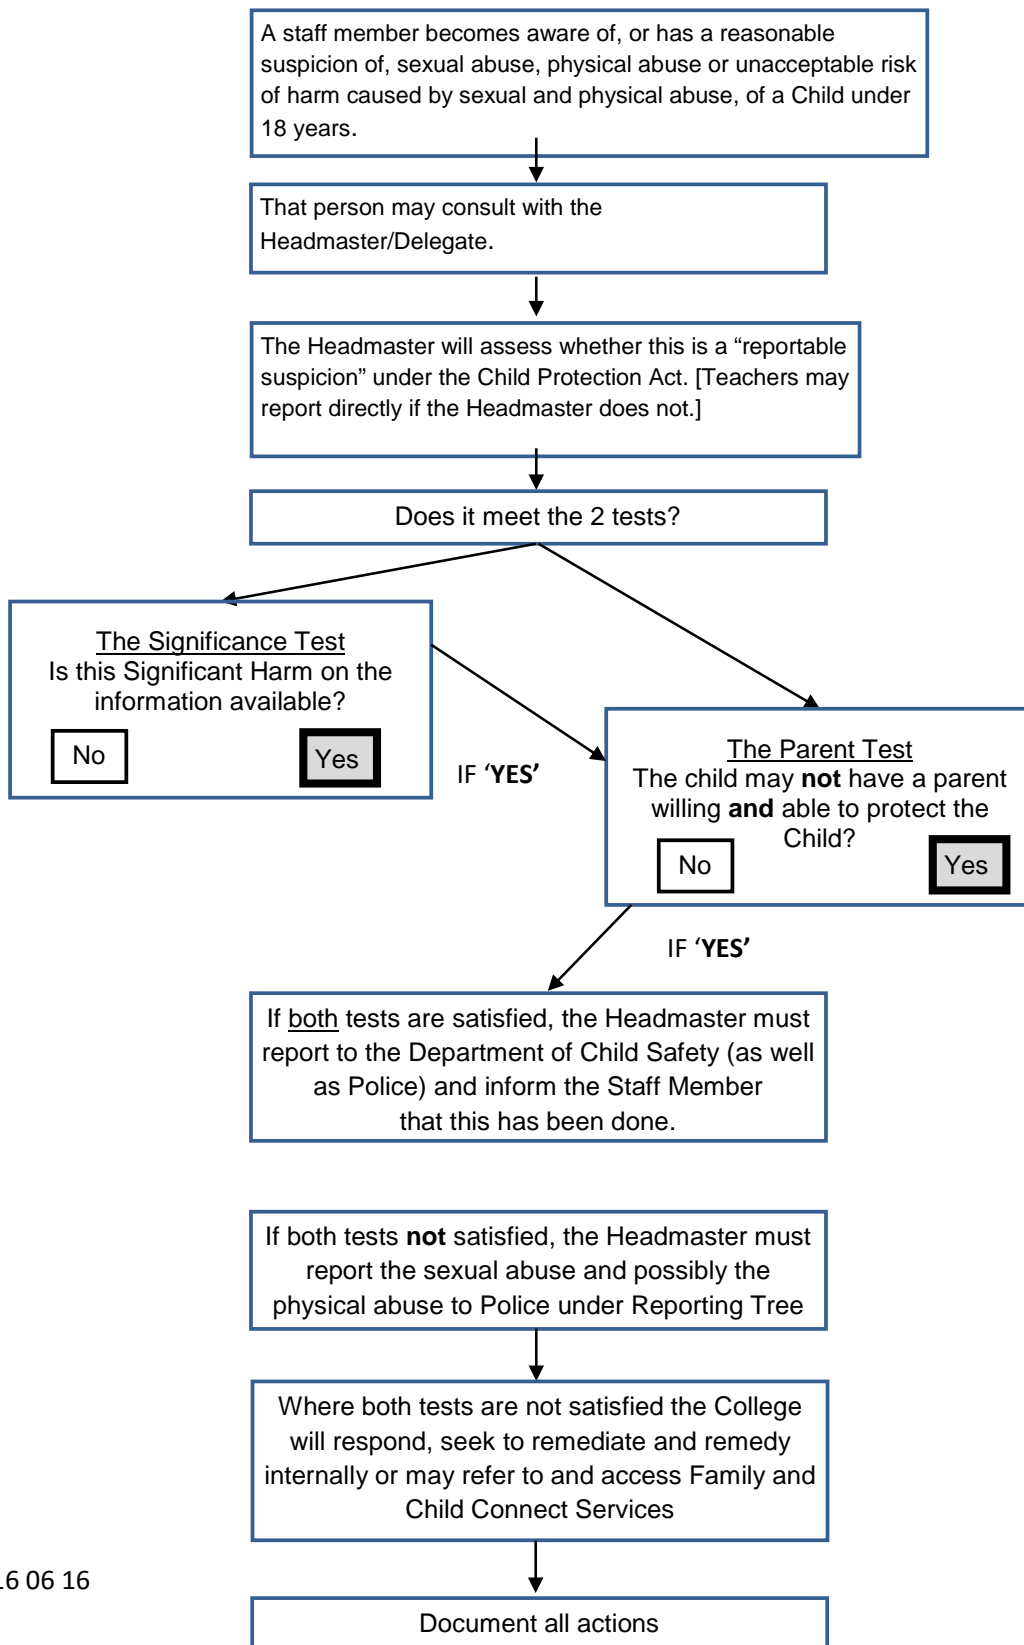 A staff member becomes aware of, or has a reasonable
suspicion of, sexual abuse, physical abuse or unacceptable risk
of harm caused by sexual and physical abuse, of a Child under
18 years.
That person may consult with the
Headmaster/Delegate.
The Headmaster will assess whether this is a “reportable
suspicion” under the Child Protection Act. [Teachers may
report directly if the Headmaster does not.]
Does it meet the 2 tests?
The Significance Test
Is this Significant Harm on the
information available?
No
Yes
IF ‘YES’
The Parent Test
The child may not have a parent
willing and able to protect the
Child?
No
Yes
IF ‘YES’
If both tests are satisfied, the Headmaster must
report to the Department of Child Safety (as well
as Police) and inform the Staff Member
that this has been done.
If both tests not satisfied, the Headmaster must
report the sexual abuse and possibly the
physical abuse to Police under Reporting Tree
Where both tests are not satisfied the College
will respond, seek to remediate and remedy
internally or may refer to and access Family and
Child Connect Services
16 06 16
Document all actions